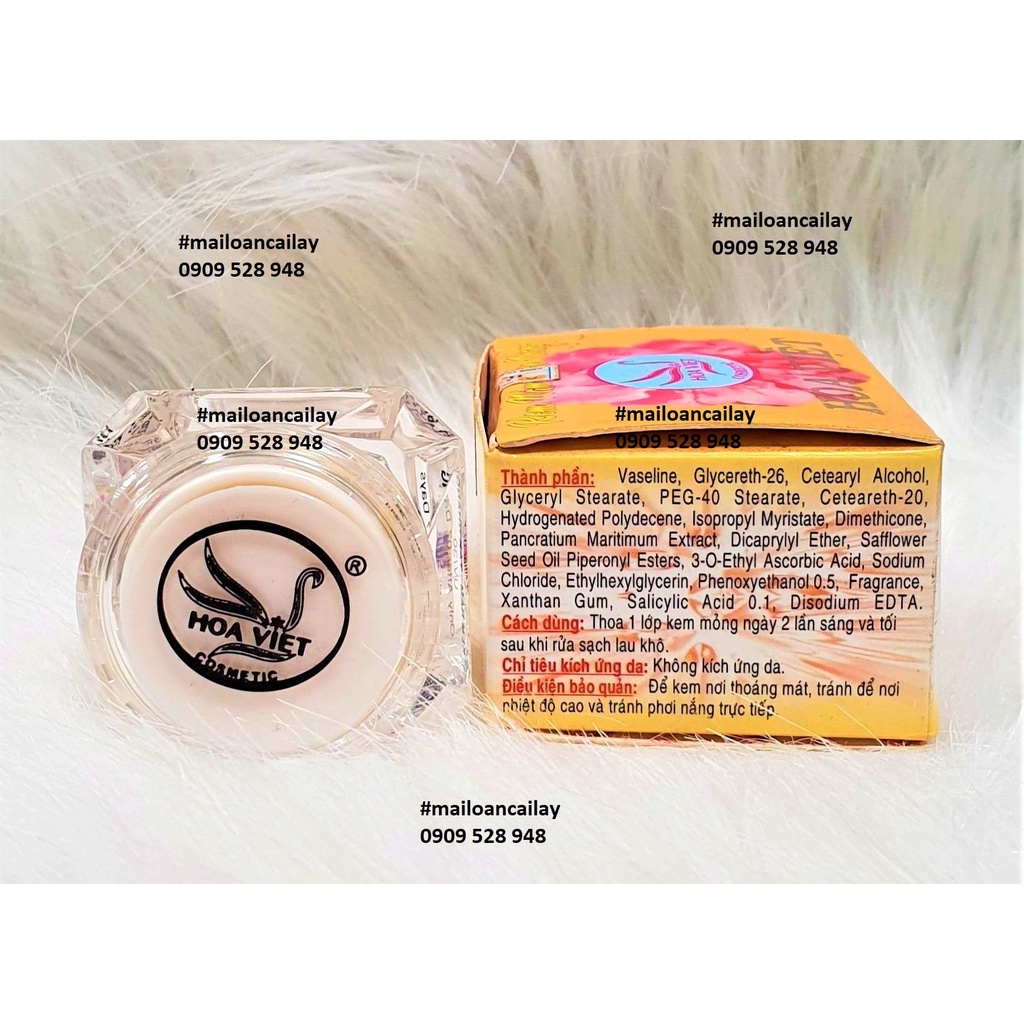 #mailoancailay
0909 528 948
#mailoancailay
0909 528 948
HOA VIỆT
#mailoancailay
0909 528 948
#mailoancailay
0909 528 948
HOA VIỆT
®
HOA VIỆT
COSMETIC
Thành phần: Vaseline, Glycereth-26, Cetearyl Alcohol,
Glyceryl Stearate, PEG-40 Stearate, Ceteareth-20,
Hydrogenated Polydecene, Isopropyl Myristate, Dimethicone,
Pancratium Maritimum Extract, Dicaprylyl Ether, Safflower
Seed Oil Piperonyl Esters, 3-O-Ethyl Ascorbic Acid, Sodium
Chloride, Ethylhexylglycerin, Phenoxyethanol 0.5, Fragrance,
Xanthan Gum, Salicylic Acid 0.1, Disodium EDTA.
Cách dùng: Thoa 1 lớp kem mỏng ngày 2 lần sáng và tối
sau khi rửa sạch lau khô.
Chỉ tiêu kích ứng da: Không kích ứng da.
Điều kiện bảo quản: Để kem nơi thoáng mát, tránh để nơi
nhiệt độ cao và tránh phơi nắng trực tiếp
#mailoancailay
0909 528 948